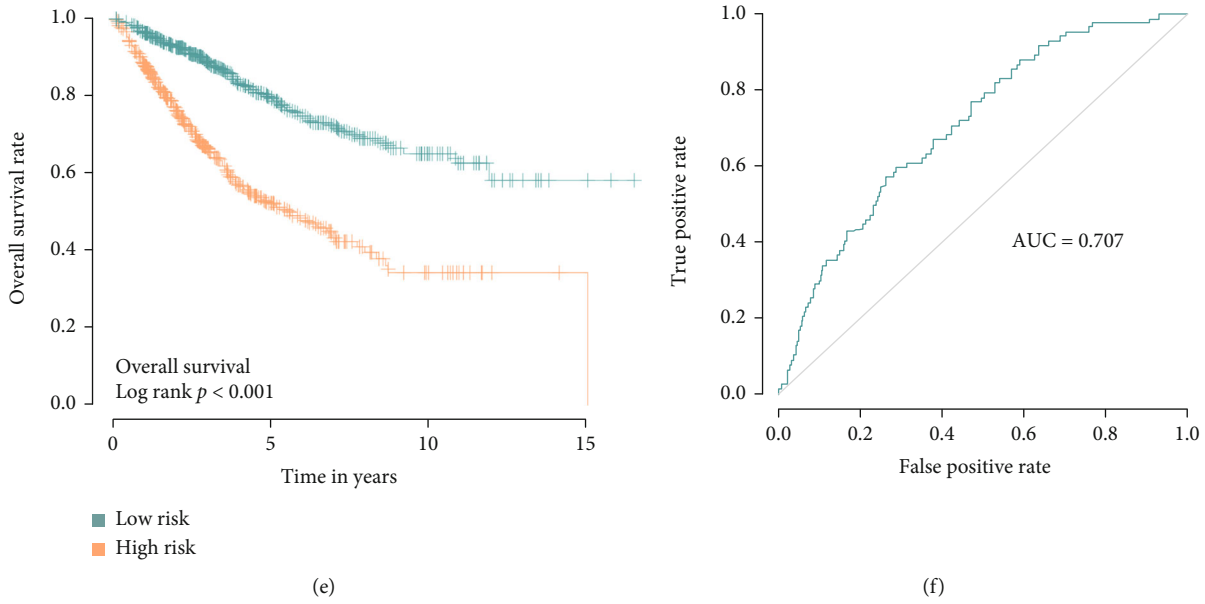 1.0
0.8
0.6
0.4
0.2
0.0
Overall survival rate
Overall survival
Log rank p < 0.001
0
5
10
15
Time in years
Low risk
High risk
(e)
1.0
0.8
0.6
0.4
0.2
0.0
True positive rate
AUC = 0.707
0.0
0.2
0.4
0.6
0.8
1.0
False positive rate
(f)